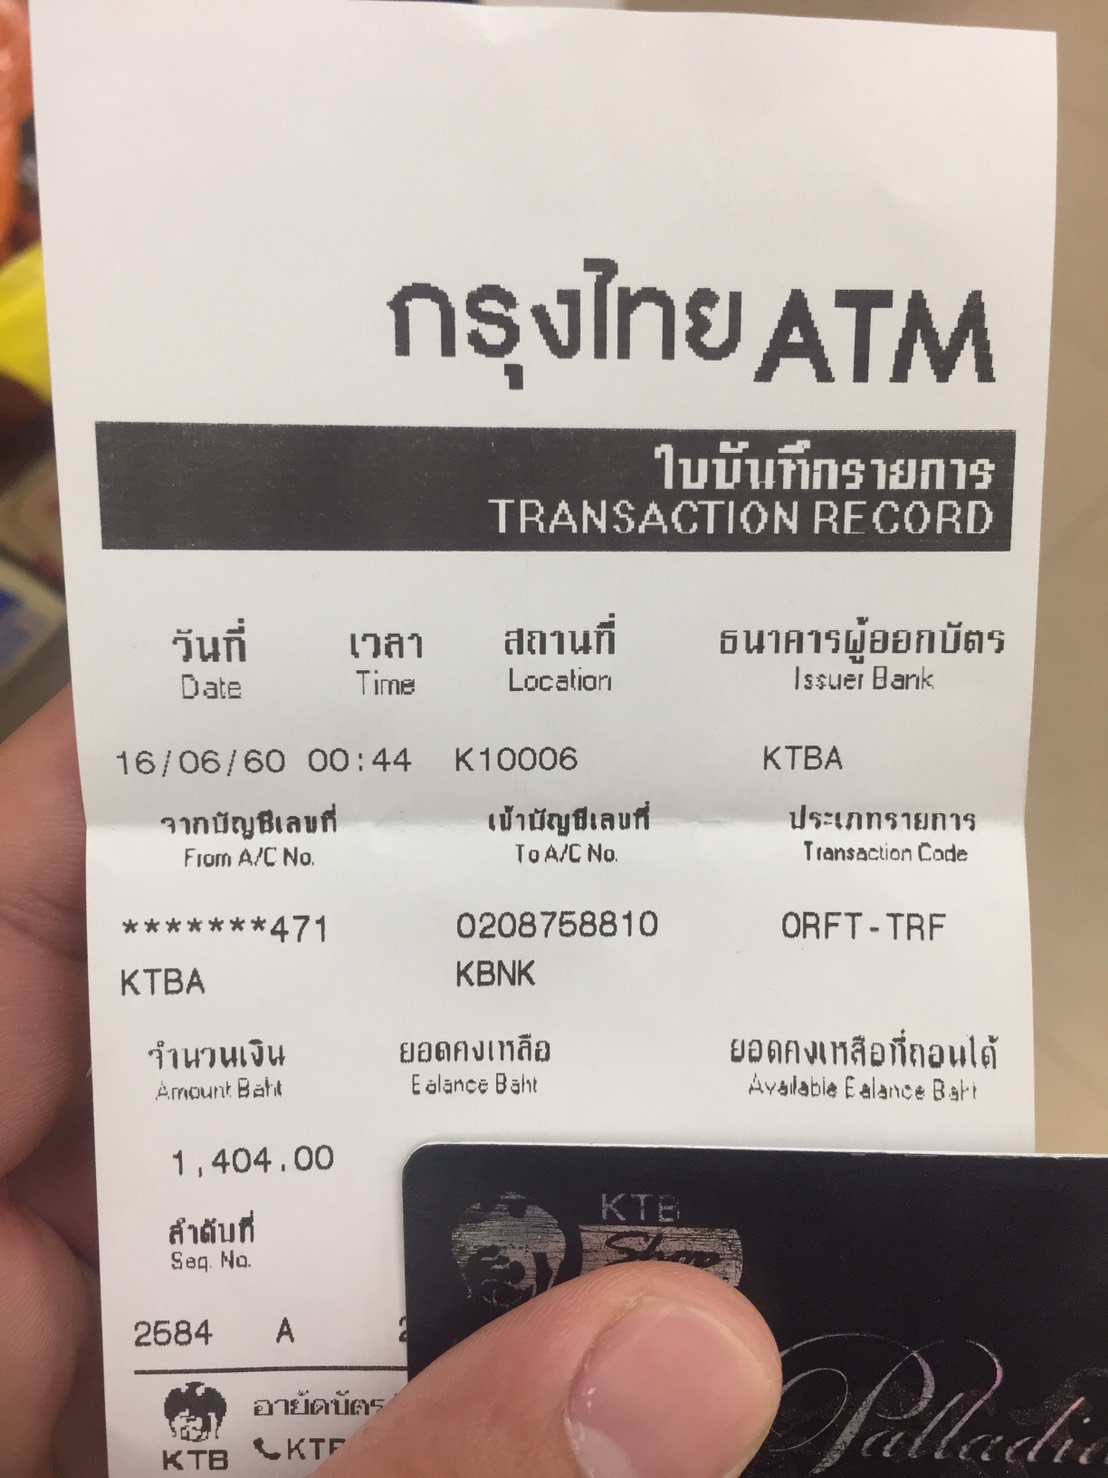 กรุงไทย ATM
ใบบันทึกรายการ
TRANSACTION RECORD
วันที่ เวลา สถานที่ ธนาคารผู้ออกบัตร
Date Time Location Issuer Bank
16/06/60 00:44 K10006 KTBA
จากบัญชีเลขที่ เข้าบัญชีเลขที่ ประเภทรายการ
From A/C No. To A/C No. Transaction Code
*******471 0208758810 ORFT-TRF
KTBA KBNK
จำนวนเงิน ยอดคงเหลือ ยอดคงเหลือที่ถอนได้
Amount Baht Balance Baht Available Balance Baht
1,404.00
ลำดับที่
Seq. No.
KTB
Shop
2584 A
อายัดบัตร
KTB
KTB